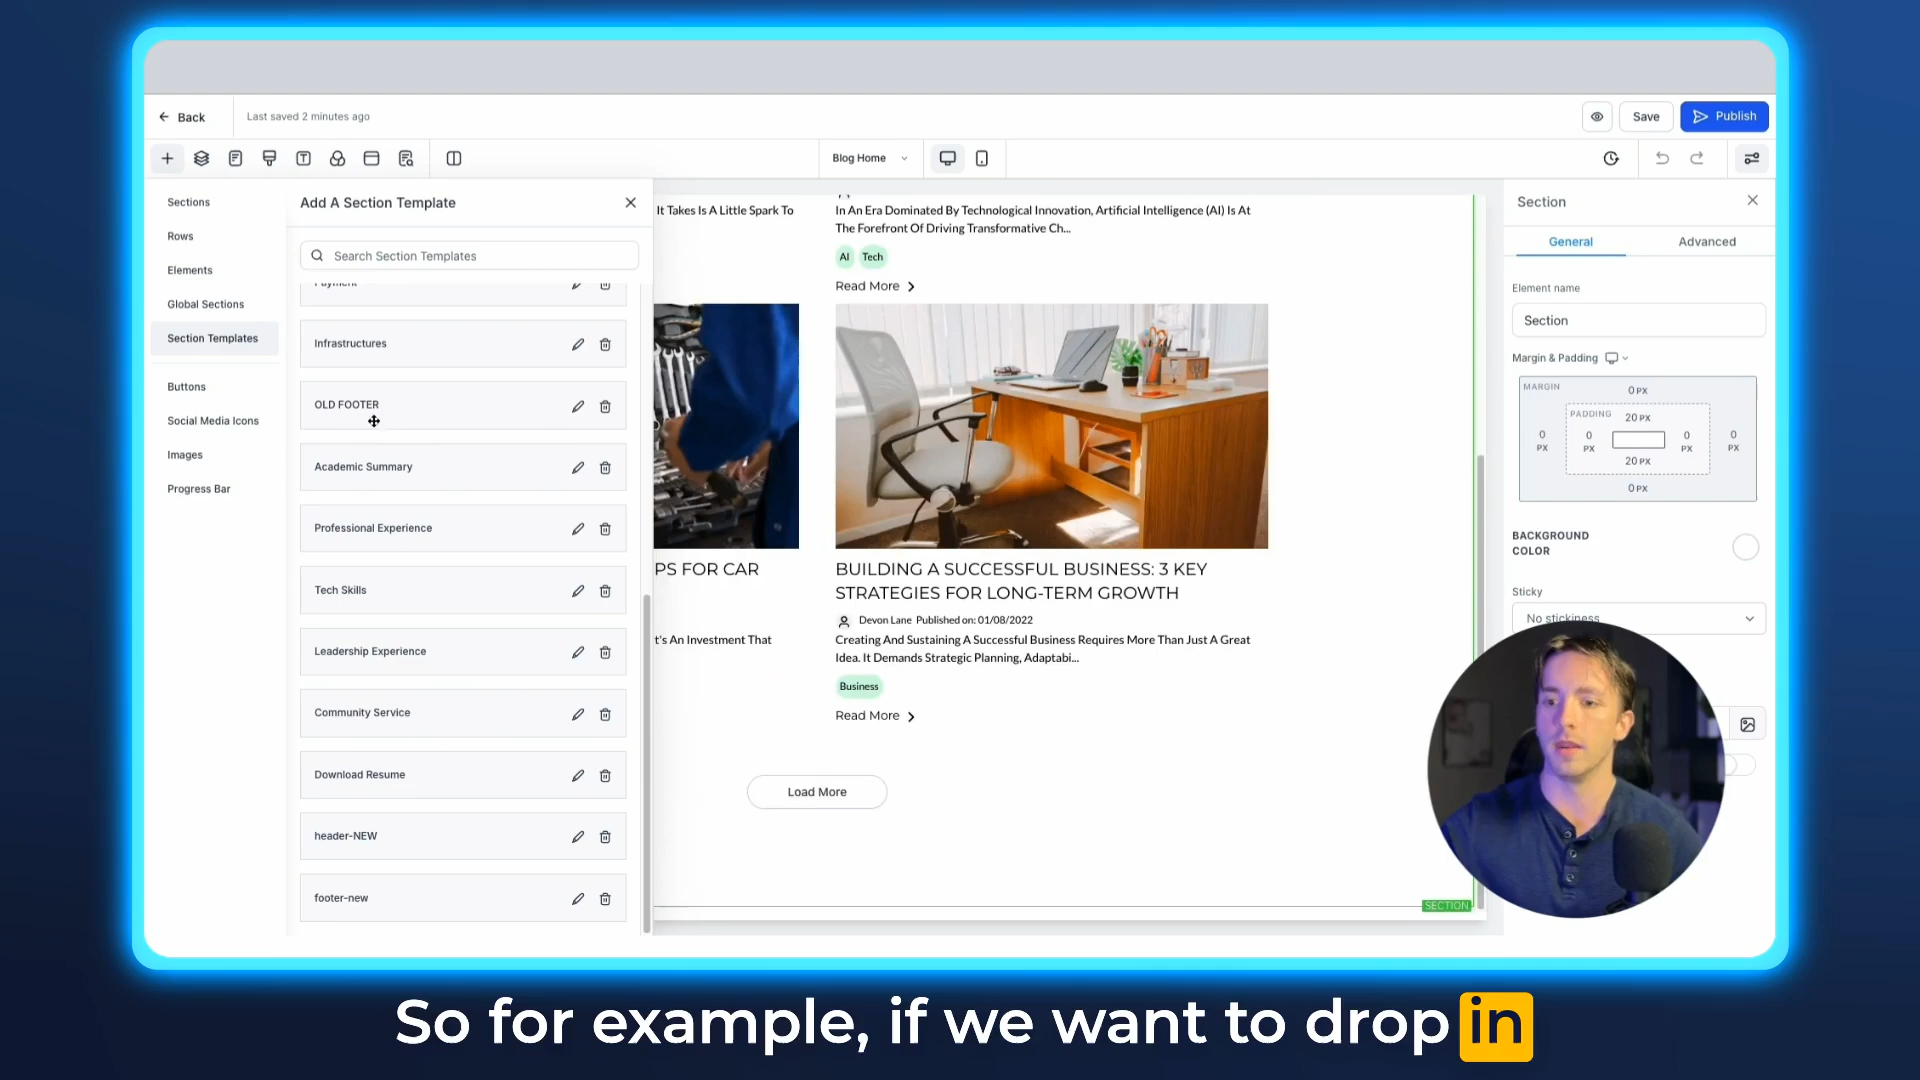 Back
Last saved 2 minutes ago
Save
Publish
Blog Home
Sections
Rows
Elements
Global Sections
Section Templates
Buttons
Social Media Icons
Images
Progress Bar
Add A Section Template
Search Section Templates
Payment
Infrastructures
OLD FOOTER
Academic Summary
Professional Experience
Tech Skills
Leadership Experience
Community Service
Download Resume
header-NEW
footer-new
It Takes Is A Little Spark To
PS FOR CAR
t's An Investment That
In An Era Dominated By Technological Innovation, Artificial Intelligence (AI) Is At
The Forefront Of Driving Transformative Ch...
AI Tech
Read More
BUILDING A SUCCESSFUL BUSINESS: 3 KEY
STRATEGIES FOR LONG-TERM GROWTH
Devon Lane Published on: 01/08/2022
Creating And Sustaining A Successful Business Requires More Than Just A Great
Idea. It Demands Strategic Planning, Adaptabi...
Business
Read More
Load More
SECTION
Section
General Advanced
Element name
Section
Margin & Padding
MARGIN
0 PX
PADDING 20 PX
0 PX 0 PX 0 PX 0 PX
20 PX
0 PX
BACKGROUND
COLOR
Sticky
No stickiness
So for example, if we want to drop in